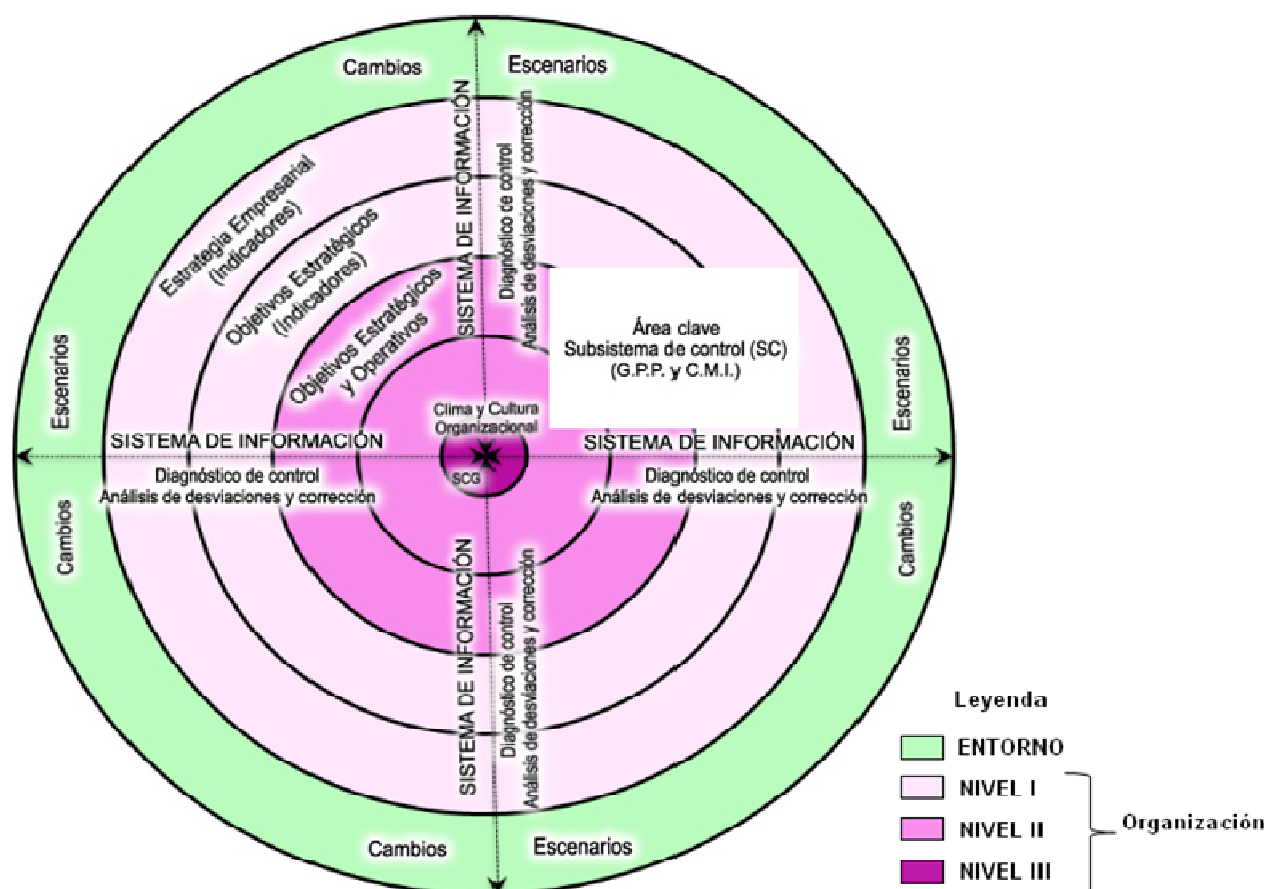 Cambios
Escenarios
SISTEMA DE INFORMACIÓN
Diagnóstico de control
Análisis de desviaciones y corrección
Estrategia Empresarial
(Indicadores)
Objetivos Estratégicos
(Indicadores)
Objetivos Estratégicos
y Operativos
Área clave
Subsistema de control (SC)
(G.P.P. y C.M.I.)
Escenarios
Escenarios
Clima y Cultura
Organizacional
SISTEMA DE INFORMACIÓN
SISTEMA DE INFORMACIÓN
SCG
Diagnóstico de control
Análisis de desviaciones y corrección
Diagnóstico de control
Análisis de desviaciones y corrección
Cambios
Cambios
SISTEMA DE INFORMACIÓN
Diagnóstico de control
Análisis de desviaciones y corrección
Cambios
Escenarios
Leyenda
ENTORNO
NIVEL I
NIVEL II
NIVEL III
Organización